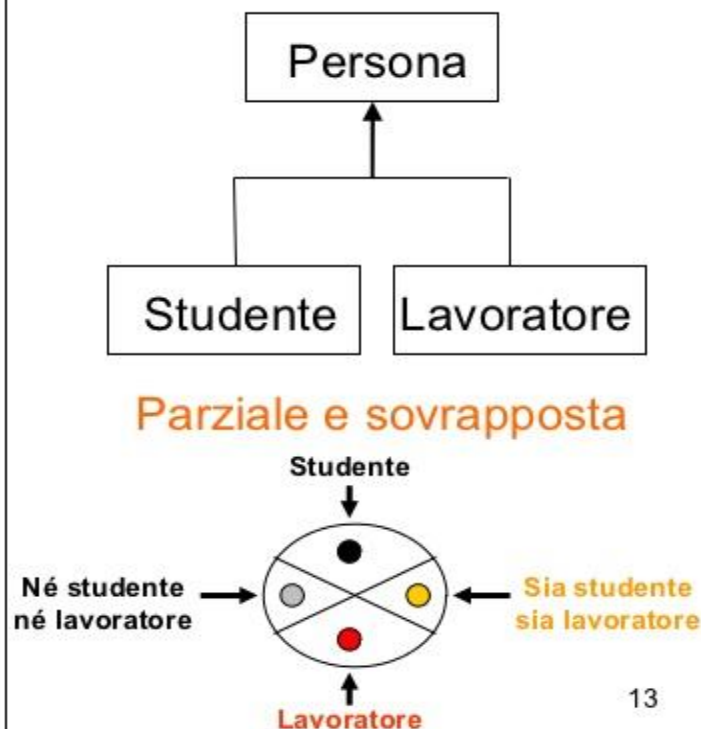 Persona
Studente
Lavoratore
Parziale e sovrapposta
Studente
Né studente
né lavoratore
Sia studente
sia lavoratore
Lavoratore
13